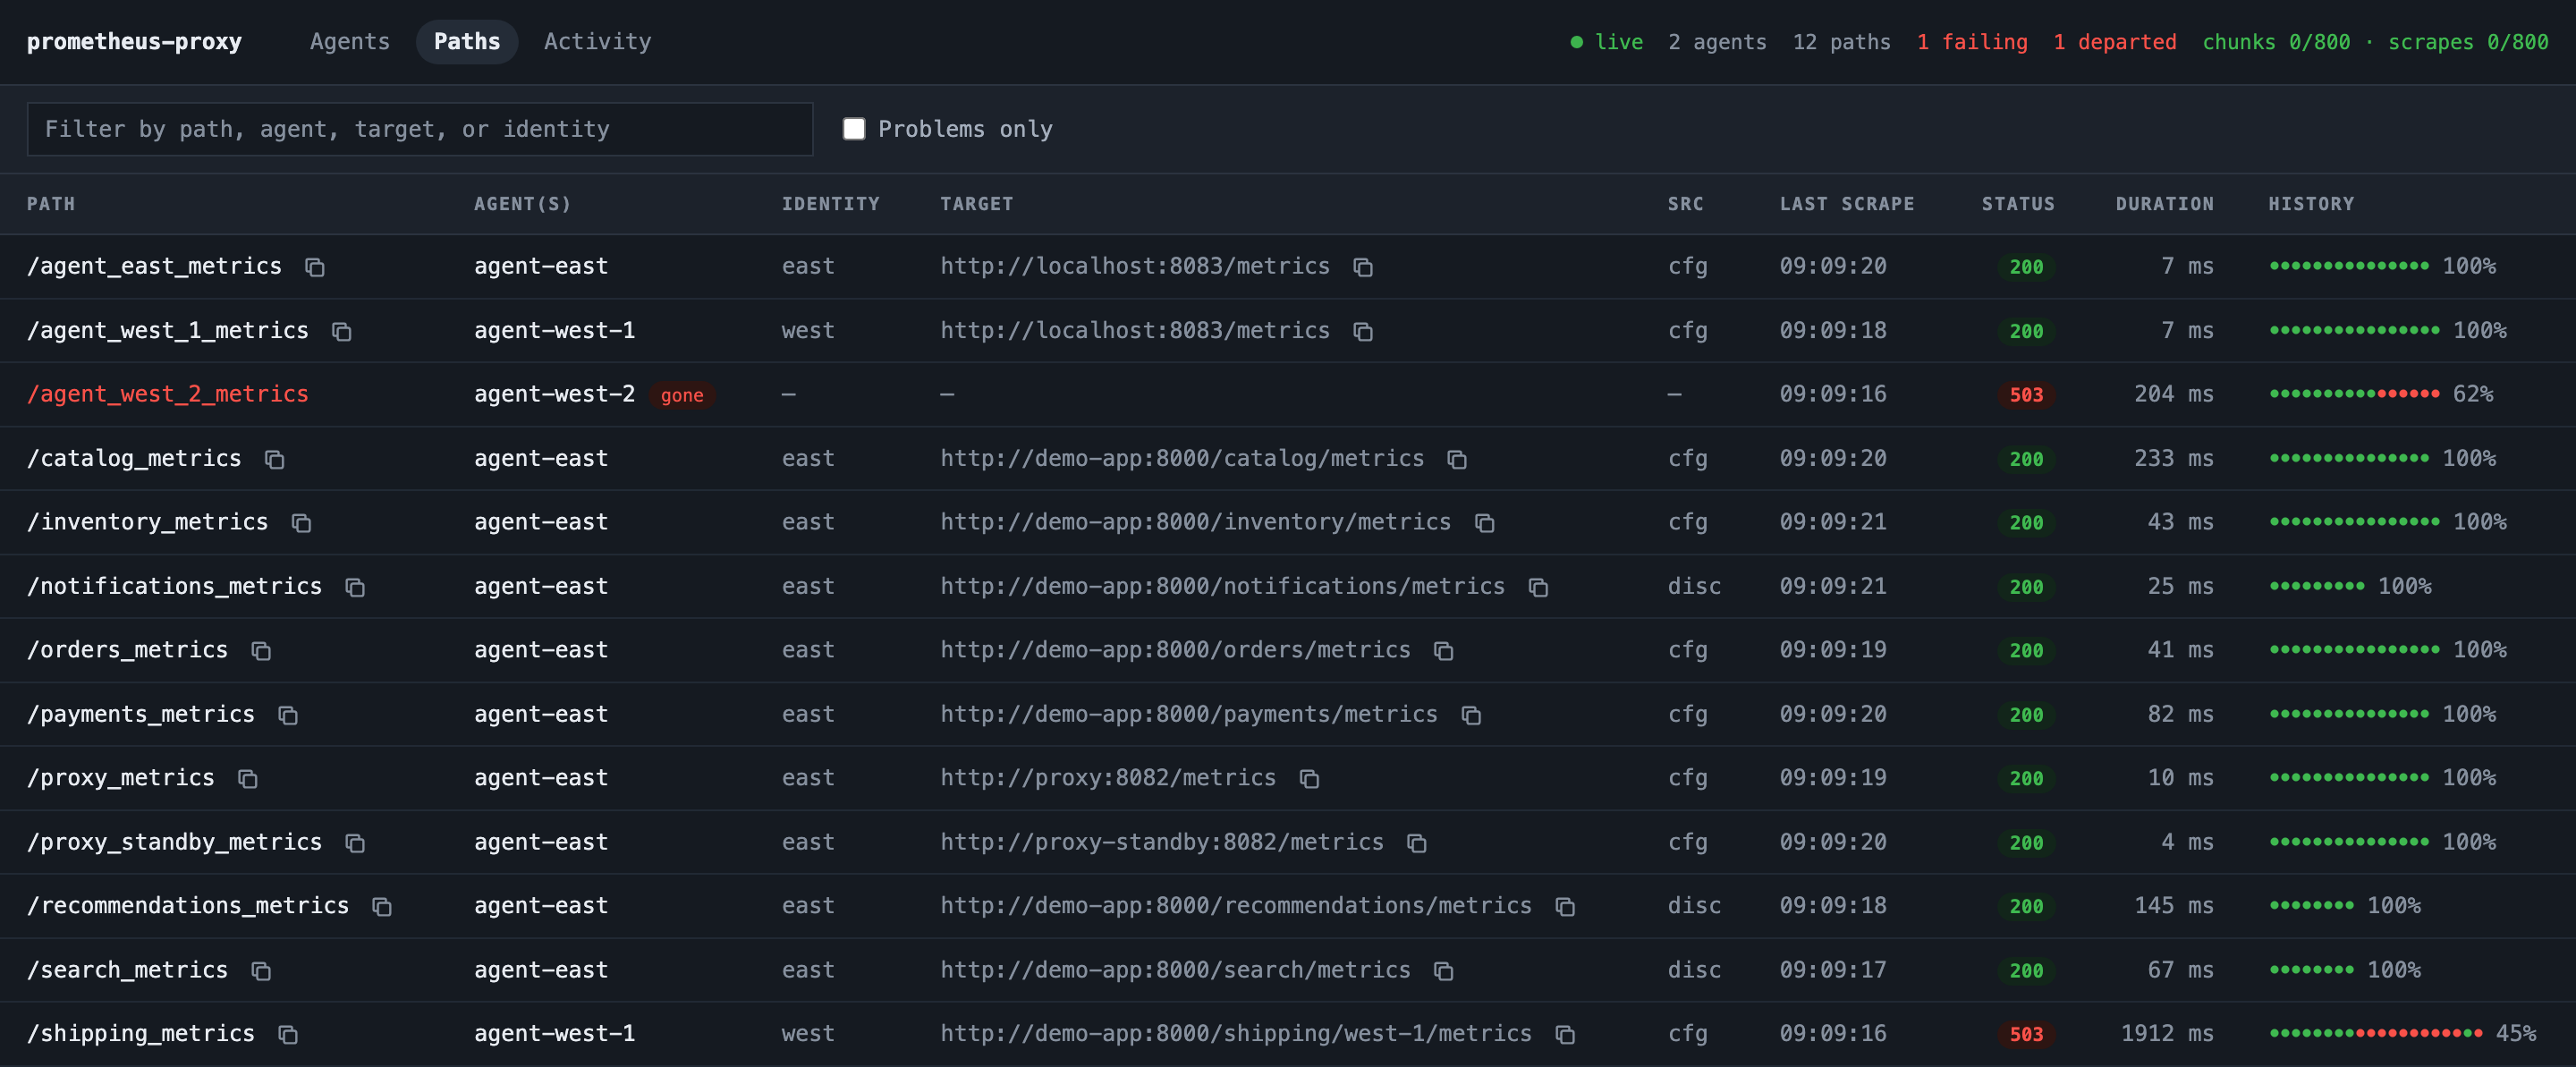 prometheus-proxy Agents Paths Activity live 2 agents 12 paths 1 failing 1 departed chunks 0/800 · scrapes 0/800
Filter by path, agent, target, or identity Problems only
PATH AGENT(S) IDENTITY TARGET SRC LAST SCRAPE STATUS DURATION HISTORY
/agent_east_metrics agent-east east http://localhost:8083/metrics cfg 09:09:20 200 7 ms 100%
/agent_west_1_metrics agent-west-1 west http://localhost:8083/metrics cfg 09:09:18 200 7 ms 100%
/agent_west_2_metrics agent-west-2 gone — — — 09:09:16 503 204 ms 62%
/catalog_metrics agent-east east http://demo-app:8000/catalog/metrics cfg 09:09:20 200 233 ms 100%
/inventory_metrics agent-east east http://demo-app:8000/inventory/metrics cfg 09:09:21 200 43 ms 100%
/notifications_metrics agent-east east http://demo-app:8000/notifications/metrics disc 09:09:21 200 25 ms 100%
/orders_metrics agent-east east http://demo-app:8000/orders/metrics cfg 09:09:19 200 41 ms 100%
/payments_metrics agent-east east http://demo-app:8000/payments/metrics cfg 09:09:20 200 82 ms 100%
/proxy_metrics agent-east east http://proxy:8082/metrics cfg 09:09:19 200 10 ms 100%
/proxy_standby_metrics agent-east east http://proxy-standby:8082/metrics cfg 09:09:20 200 4 ms 100%
/recommendations_metrics agent-east east http://demo-app:8000/recommendations/metrics disc 09:09:18 200 145 ms 100%
/search_metrics agent-east east http://demo-app:8000/search/metrics disc 09:09:17 200 67 ms 100%
/shipping_metrics agent-west-1 west http://demo-app:8000/shipping/west-1/metrics cfg 09:09:16 503 1912 ms 45%